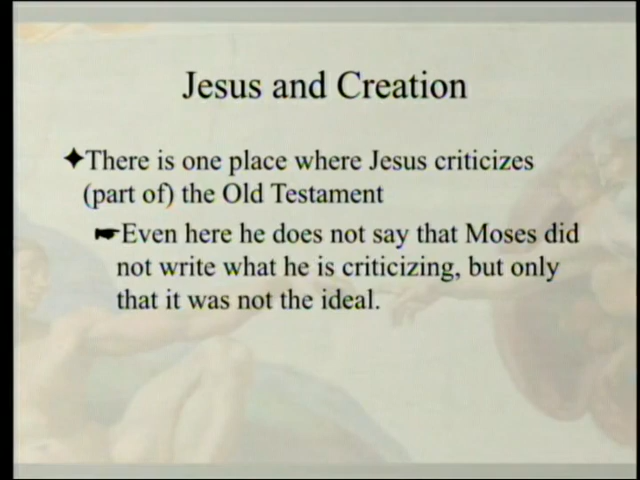 Jesus and Creation
There is one place where Jesus criticizes
(part of) the Old Testament
Even here he does not say that Moses did
not write what he is criticizing, but only
that it was not the ideal.